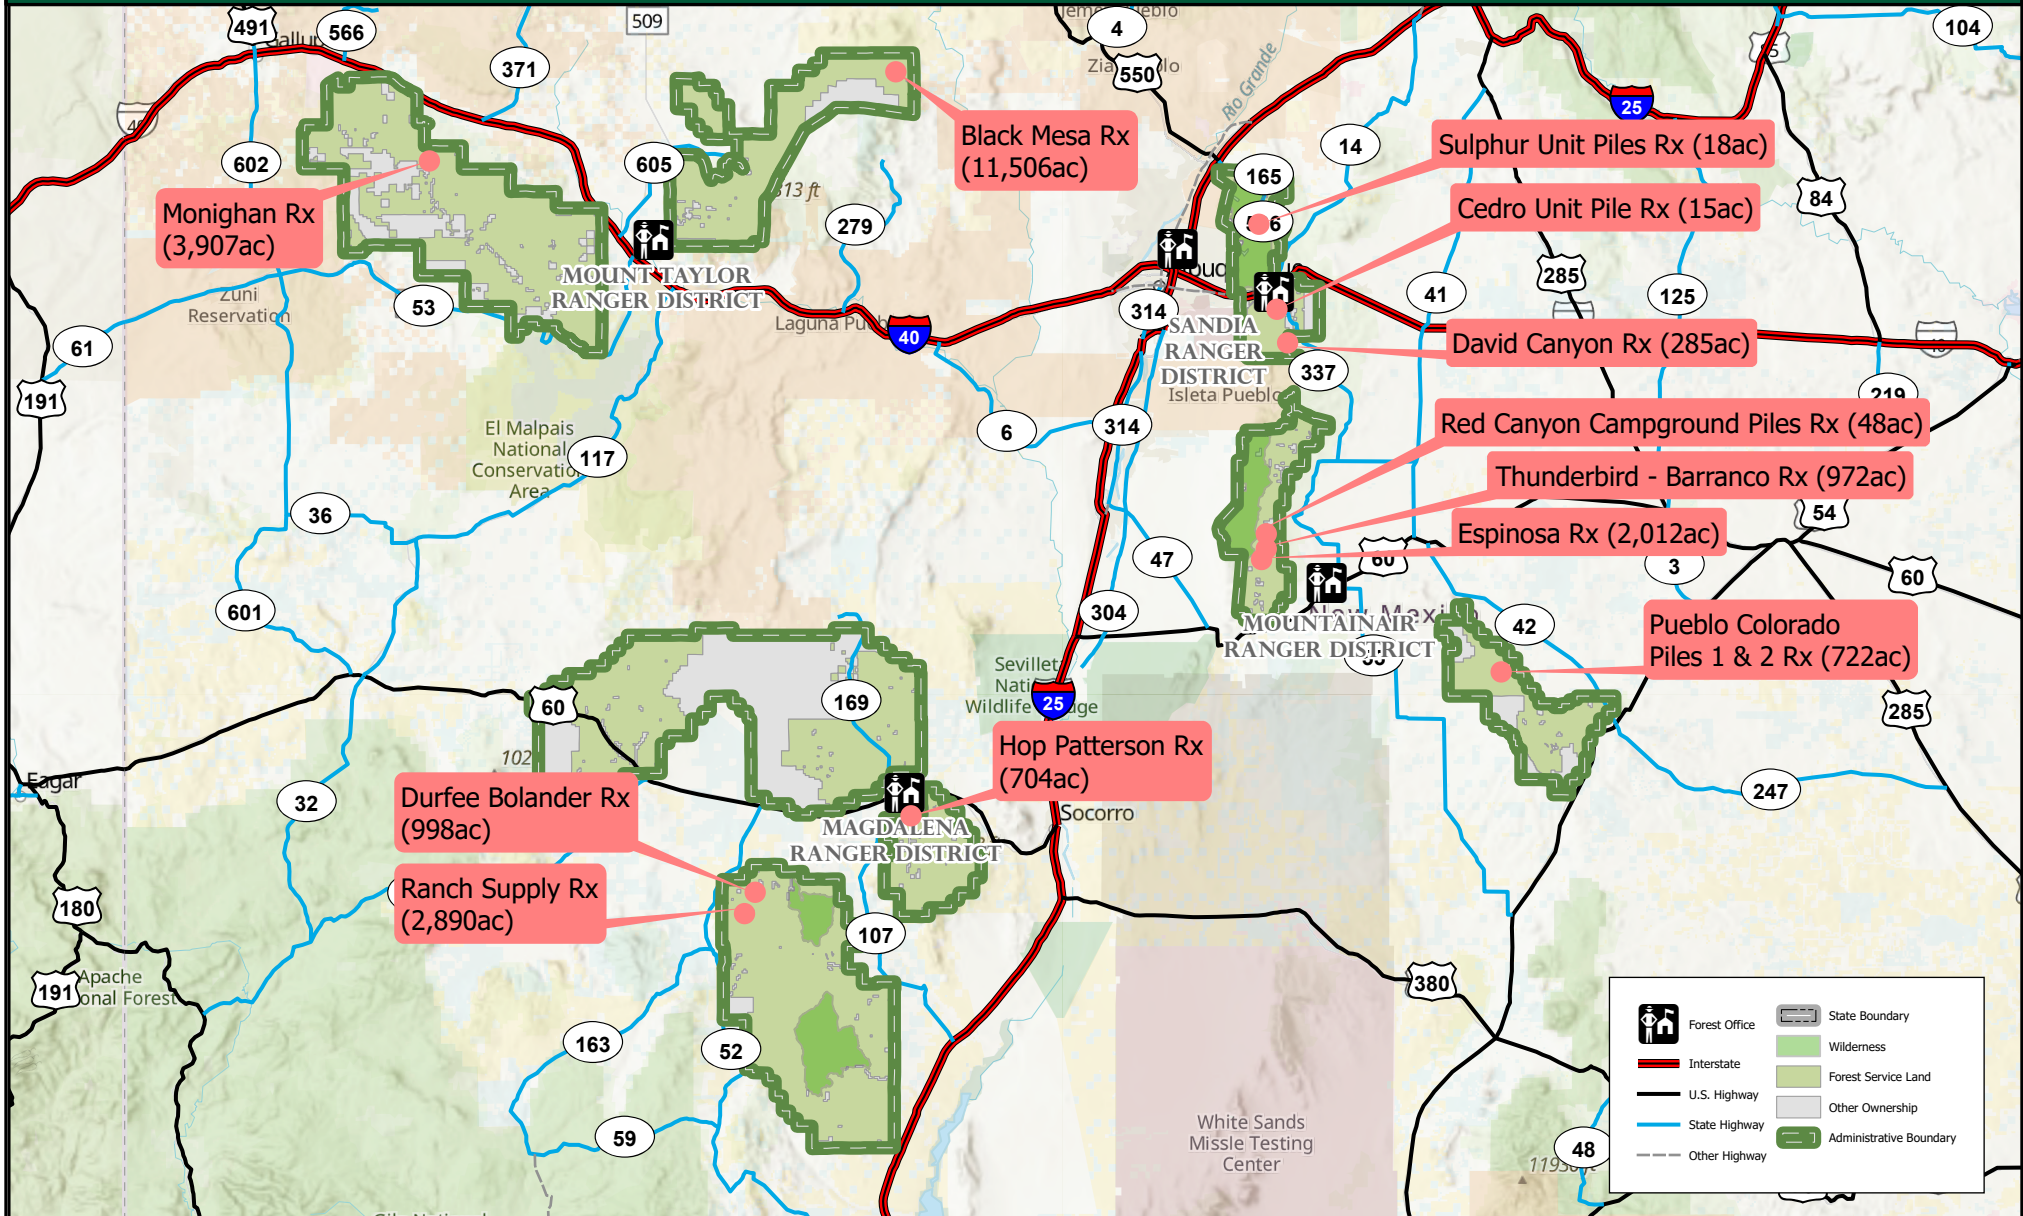 491
566
509
371
4
550
104
25
14
165
84
602
605
Black Mesa Rx
(11,506ac)
Sulphur Unit Piles Rx (18ac)
Cedro Unit Pile Rx (15ac)
Monighan Rx
(3,907ac)
Rio Grande
279
MOUNT TAYLOR
RANGER DISTRICT
Zuni
Reservation
53
61
191
40
314
SANDIA
RANGER
DISTRICT
Isleta Pueblo
41
285
125
David Canyon Rx (285ac)
337
219
El Malpais
National
Conservation
Area
117
6
314
Red Canyon Campground Piles Rx (48ac)
Thunderbird - Barranco Rx (972ac)
Espinosa Rx (2,012ac)
36
47
54
60
3
60
601
304
New Mexico
MOUNTAINAIR
RANGER DISTRICT
42
Pueblo Colorado
Piles 1 & 2 Rx (722ac)
60
169
25
285
Hop Patterson Rx
(704ac)
Eagar
32
Durfee Bolander Rx
(998ac)
Socorro
247
MAGDALENA
RANGER DISTRICT
Ranch Supply Rx
(2,890ac)
180
107
191
Apache
380
163
52
59
White Sands
Missle Testing
Center
48
Forest Office
Interstate
U.S. Highway
State Highway
Other Highway
State Boundary
Wilderness
Forest Service Land
Other Ownership
Administrative Boundary